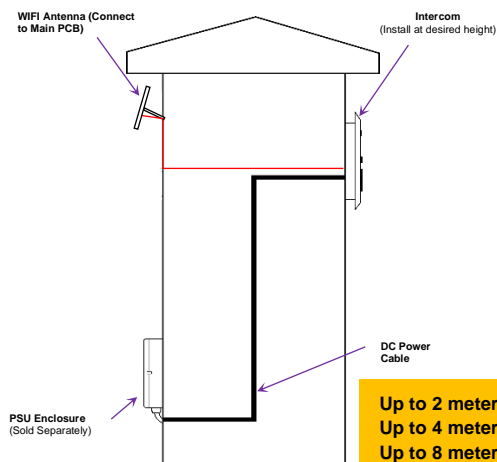 WIFI Antenna (Connect
to Main PCB)
Intercom
(Install at desired height)
DC Power
Cable
PSU Enclosure
(Sold Separately)
Up to 2 meter
Up to 4 meter
Up to 8 meter